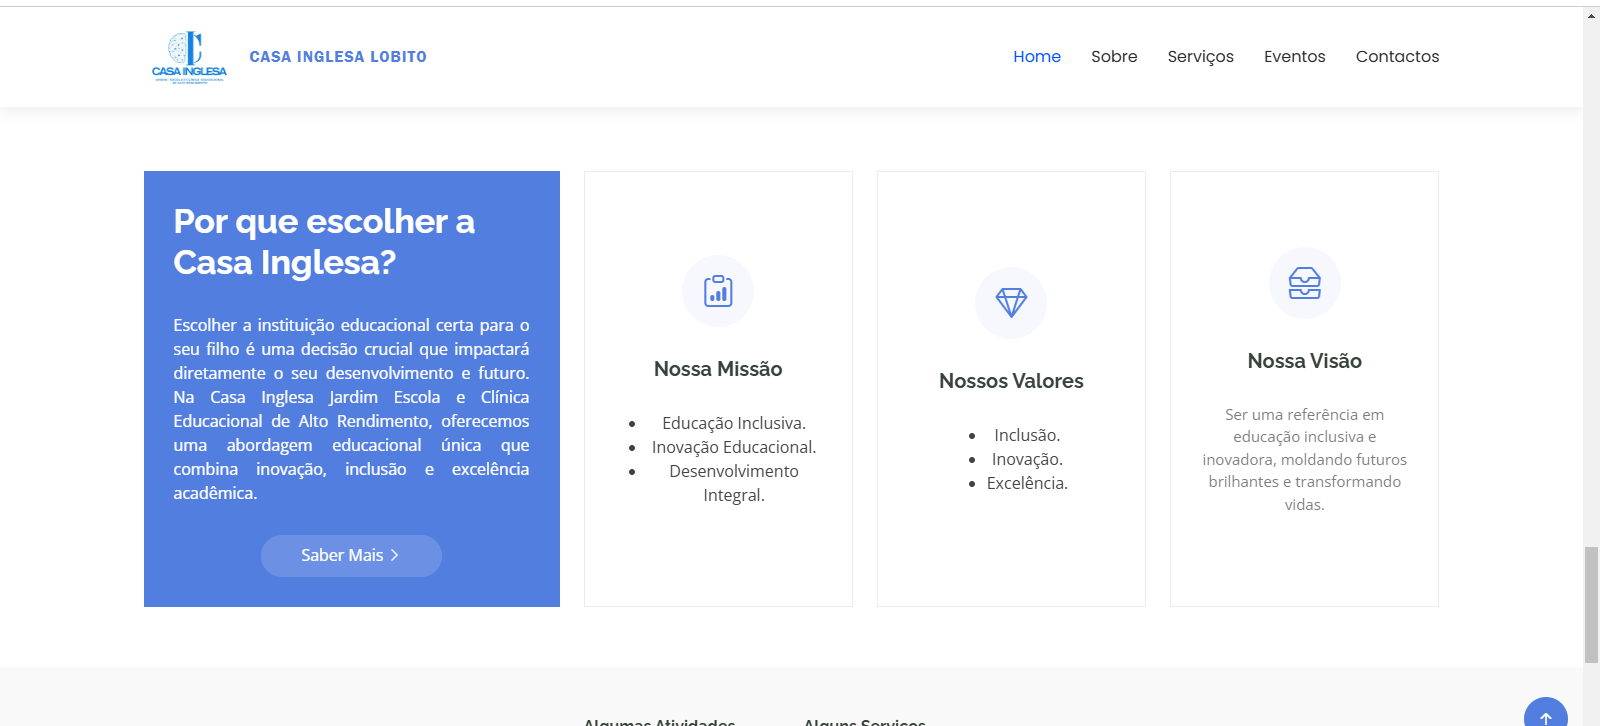 CASA INGLESA
CASA INGLESA LOBITO
Home
Sobre
Serviços
Eventos
Contactos
Por que escolher a
Casa Inglesa?
Escolher a instituição educacional certa para o
seu filho é uma decisão crucial que impactará
diretamente o seu desenvolvimento e futuro.
Na Casa Inglesa Jardim Escola e Clínica
Educacional de Alto Rendimento, oferecemos
uma abordagem educacional única que
combina inovação, inclusão e excelência
acadêmica.
Saber Mais
Nossa Missão
• Educação Inclusiva.
• Inovação Educacional.
• Desenvolvimento
Integral.
Nossos Valores
• Inclusão.
• Inovação.
• Excelência.
Nossa Visão
Ser uma referência em
educação inclusiva e
inovadora, moldando futuros
brilhantes e transformando
vidas.
Algumas Atividades
Alguns Serviços